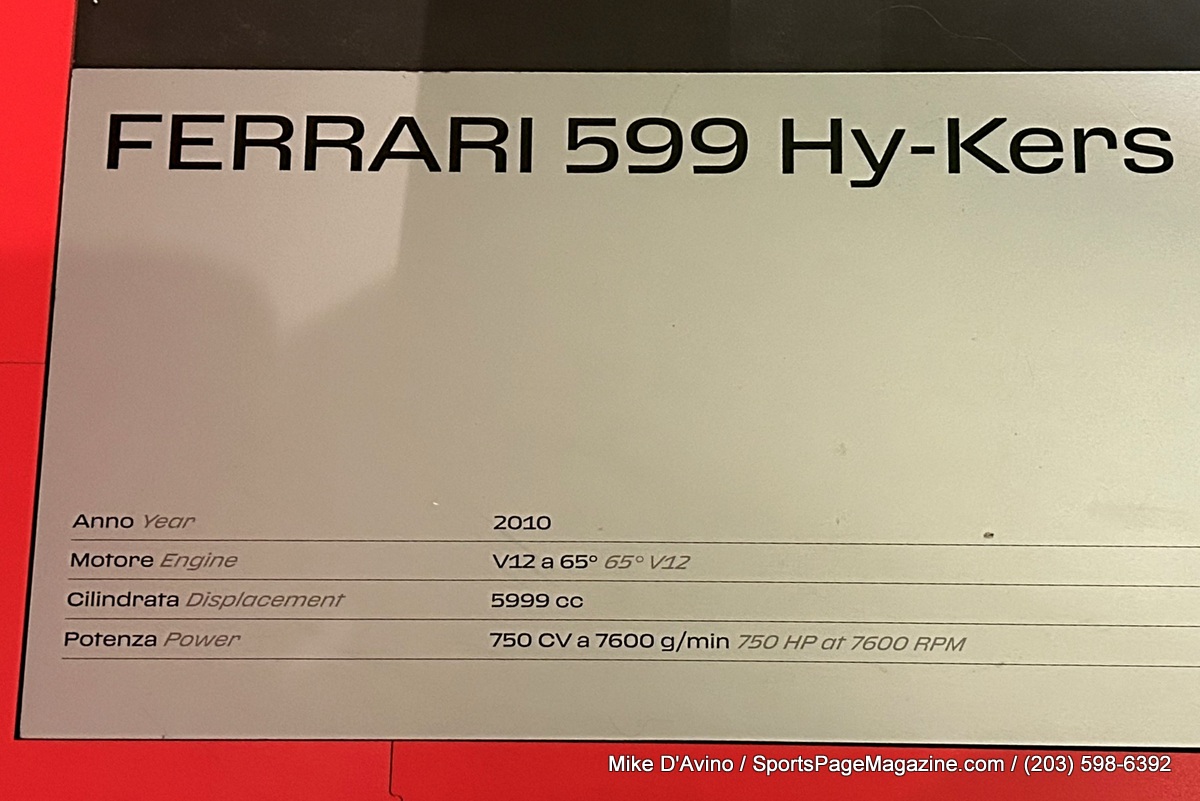 FERRARI 599 Hy-Kers
Anno Year 2010
Motore Engine V12 a 65° 65° V12
Cilindrata Displacement 5999 cc
Potenza Power 750 CV a 7600 g/min 750 HP at 7600 RPM
Mike D'Avino / SportsPageMagazine.com / (203) 598-6392